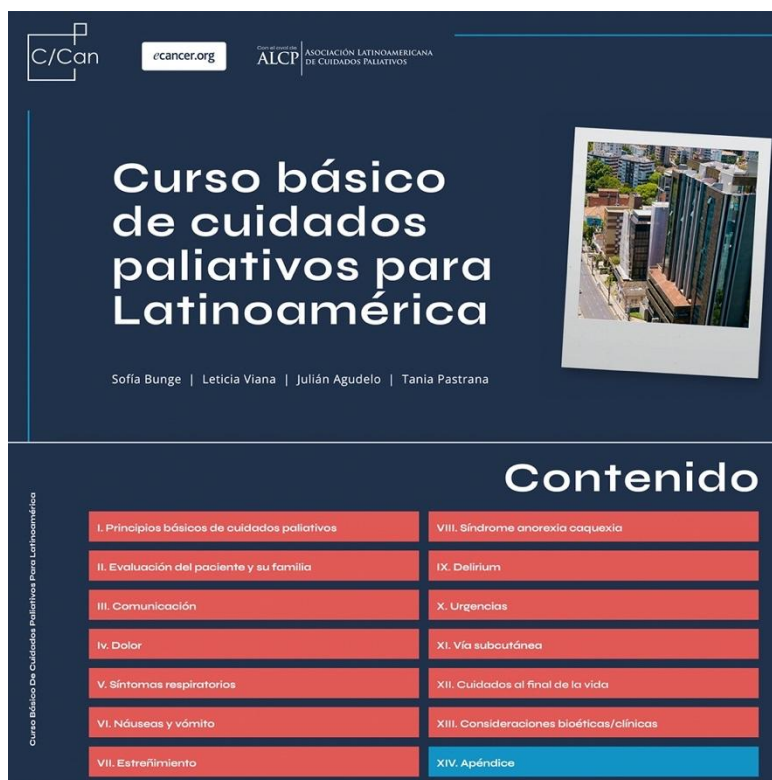 C/Can
ecancer.org
Con el aval de:
ALCP
ASOCIACIÓN LATINOAMERICANA
DE CUIDADOS PALIATIVOS
Curso básico
de cuidados
paliativos para
Latinoamérica
Sofía Bunge | Leticia Viana | Julián Agudelo | Tania Pastrana
Contenido
Curso Básico De Cuidados Paliativos Para Latinoamérica
I. Principios básicos de cuidados paliativos
II. Evaluación del paciente y su familia
III. Comunicación
Iv. Dolor
V. Síntomas respiratorios
VI. Náuseas y vómito
VII. Estreñimiento
VIII. Síndrome anorexia caquexia
IX. Delirium
X. Urgencias
XI. Vía subcutánea
XII. Cuidados al final de la vida
XIII. Consideraciones bioéticas/clínicas
XIV. Apéndice